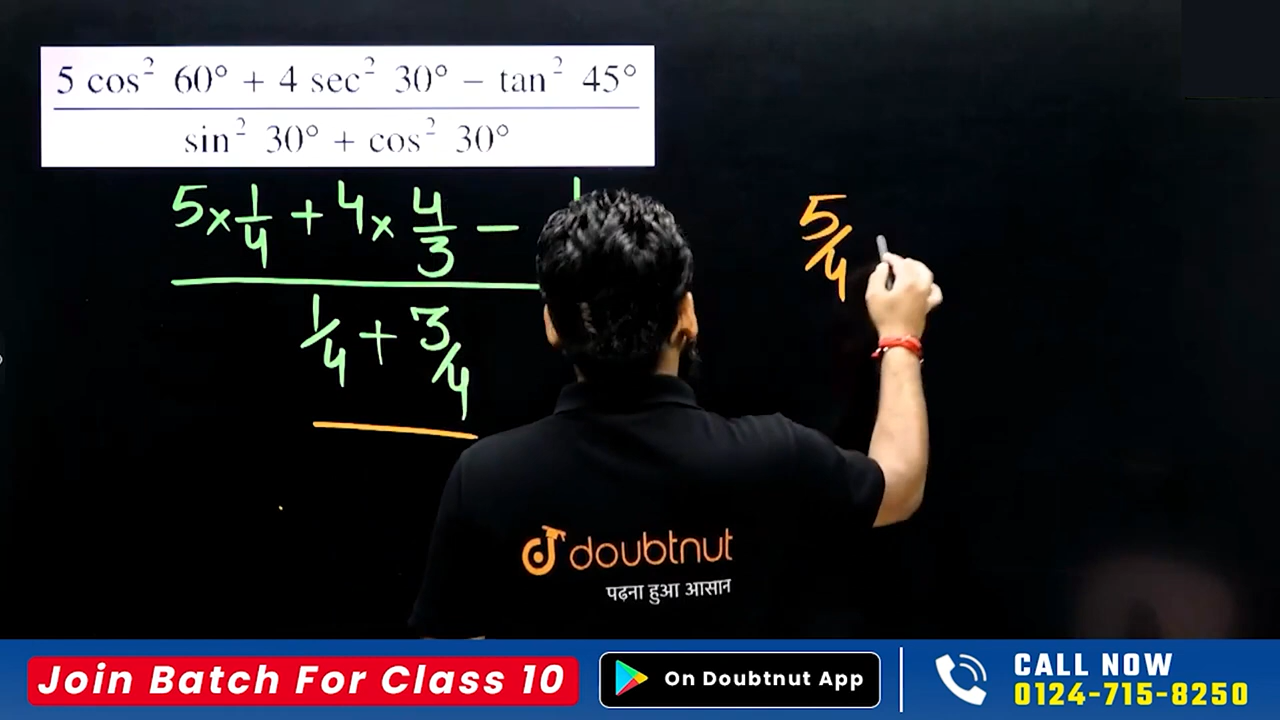 5 cos² 60° + 4 sec² 30° − tan² 45°
sin² 30° + cos² 30°
5 × 1/4 + 4 × 4/3 −
1/4 + 3/4
5/4
doubtnut
पढ़ना हुआ आसान
Join Batch For Class 10
On Doubtnut App
CALL NOW
0124-715-8250